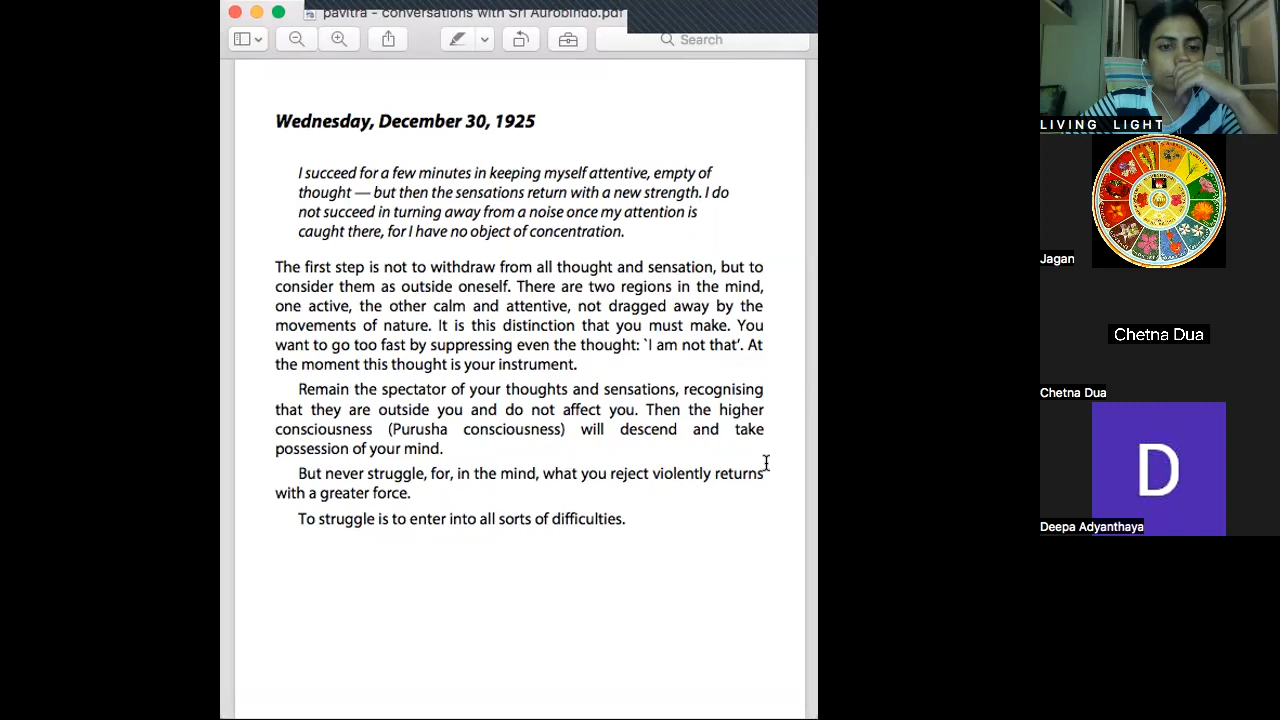 pavitra - conversations with Sri Aurobindo.pdf
Search
Wednesday, December 30, 1925
I succeed for a few minutes in keeping myself attentive, empty of
thought — but then the sensations return with a new strength. I do
not succeed in turning away from a noise once my attention is
caught there, for I have no object of concentration.
The first step is not to withdraw from all thought and sensation, but to
consider them as outside oneself. There are two regions in the mind,
one active, the other calm and attentive, not dragged away by the
movements of nature. It is this distinction that you must make. You
want to go too fast by suppressing even the thought: `I am not that'. At
the moment this thought is your instrument.
Remain the spectator of your thoughts and sensations, recognising
that they are outside you and do not affect you. Then the higher
consciousness (Purusha consciousness) will descend and take
possession of your mind.
But never struggle, for, in the mind, what you reject violently returns
with a greater force.
To struggle is to enter into all sorts of difficulties.
LIVING LIGHT
Jagan
Chetna Dua
Chetna Dua
D
Deepa Adyanthaya